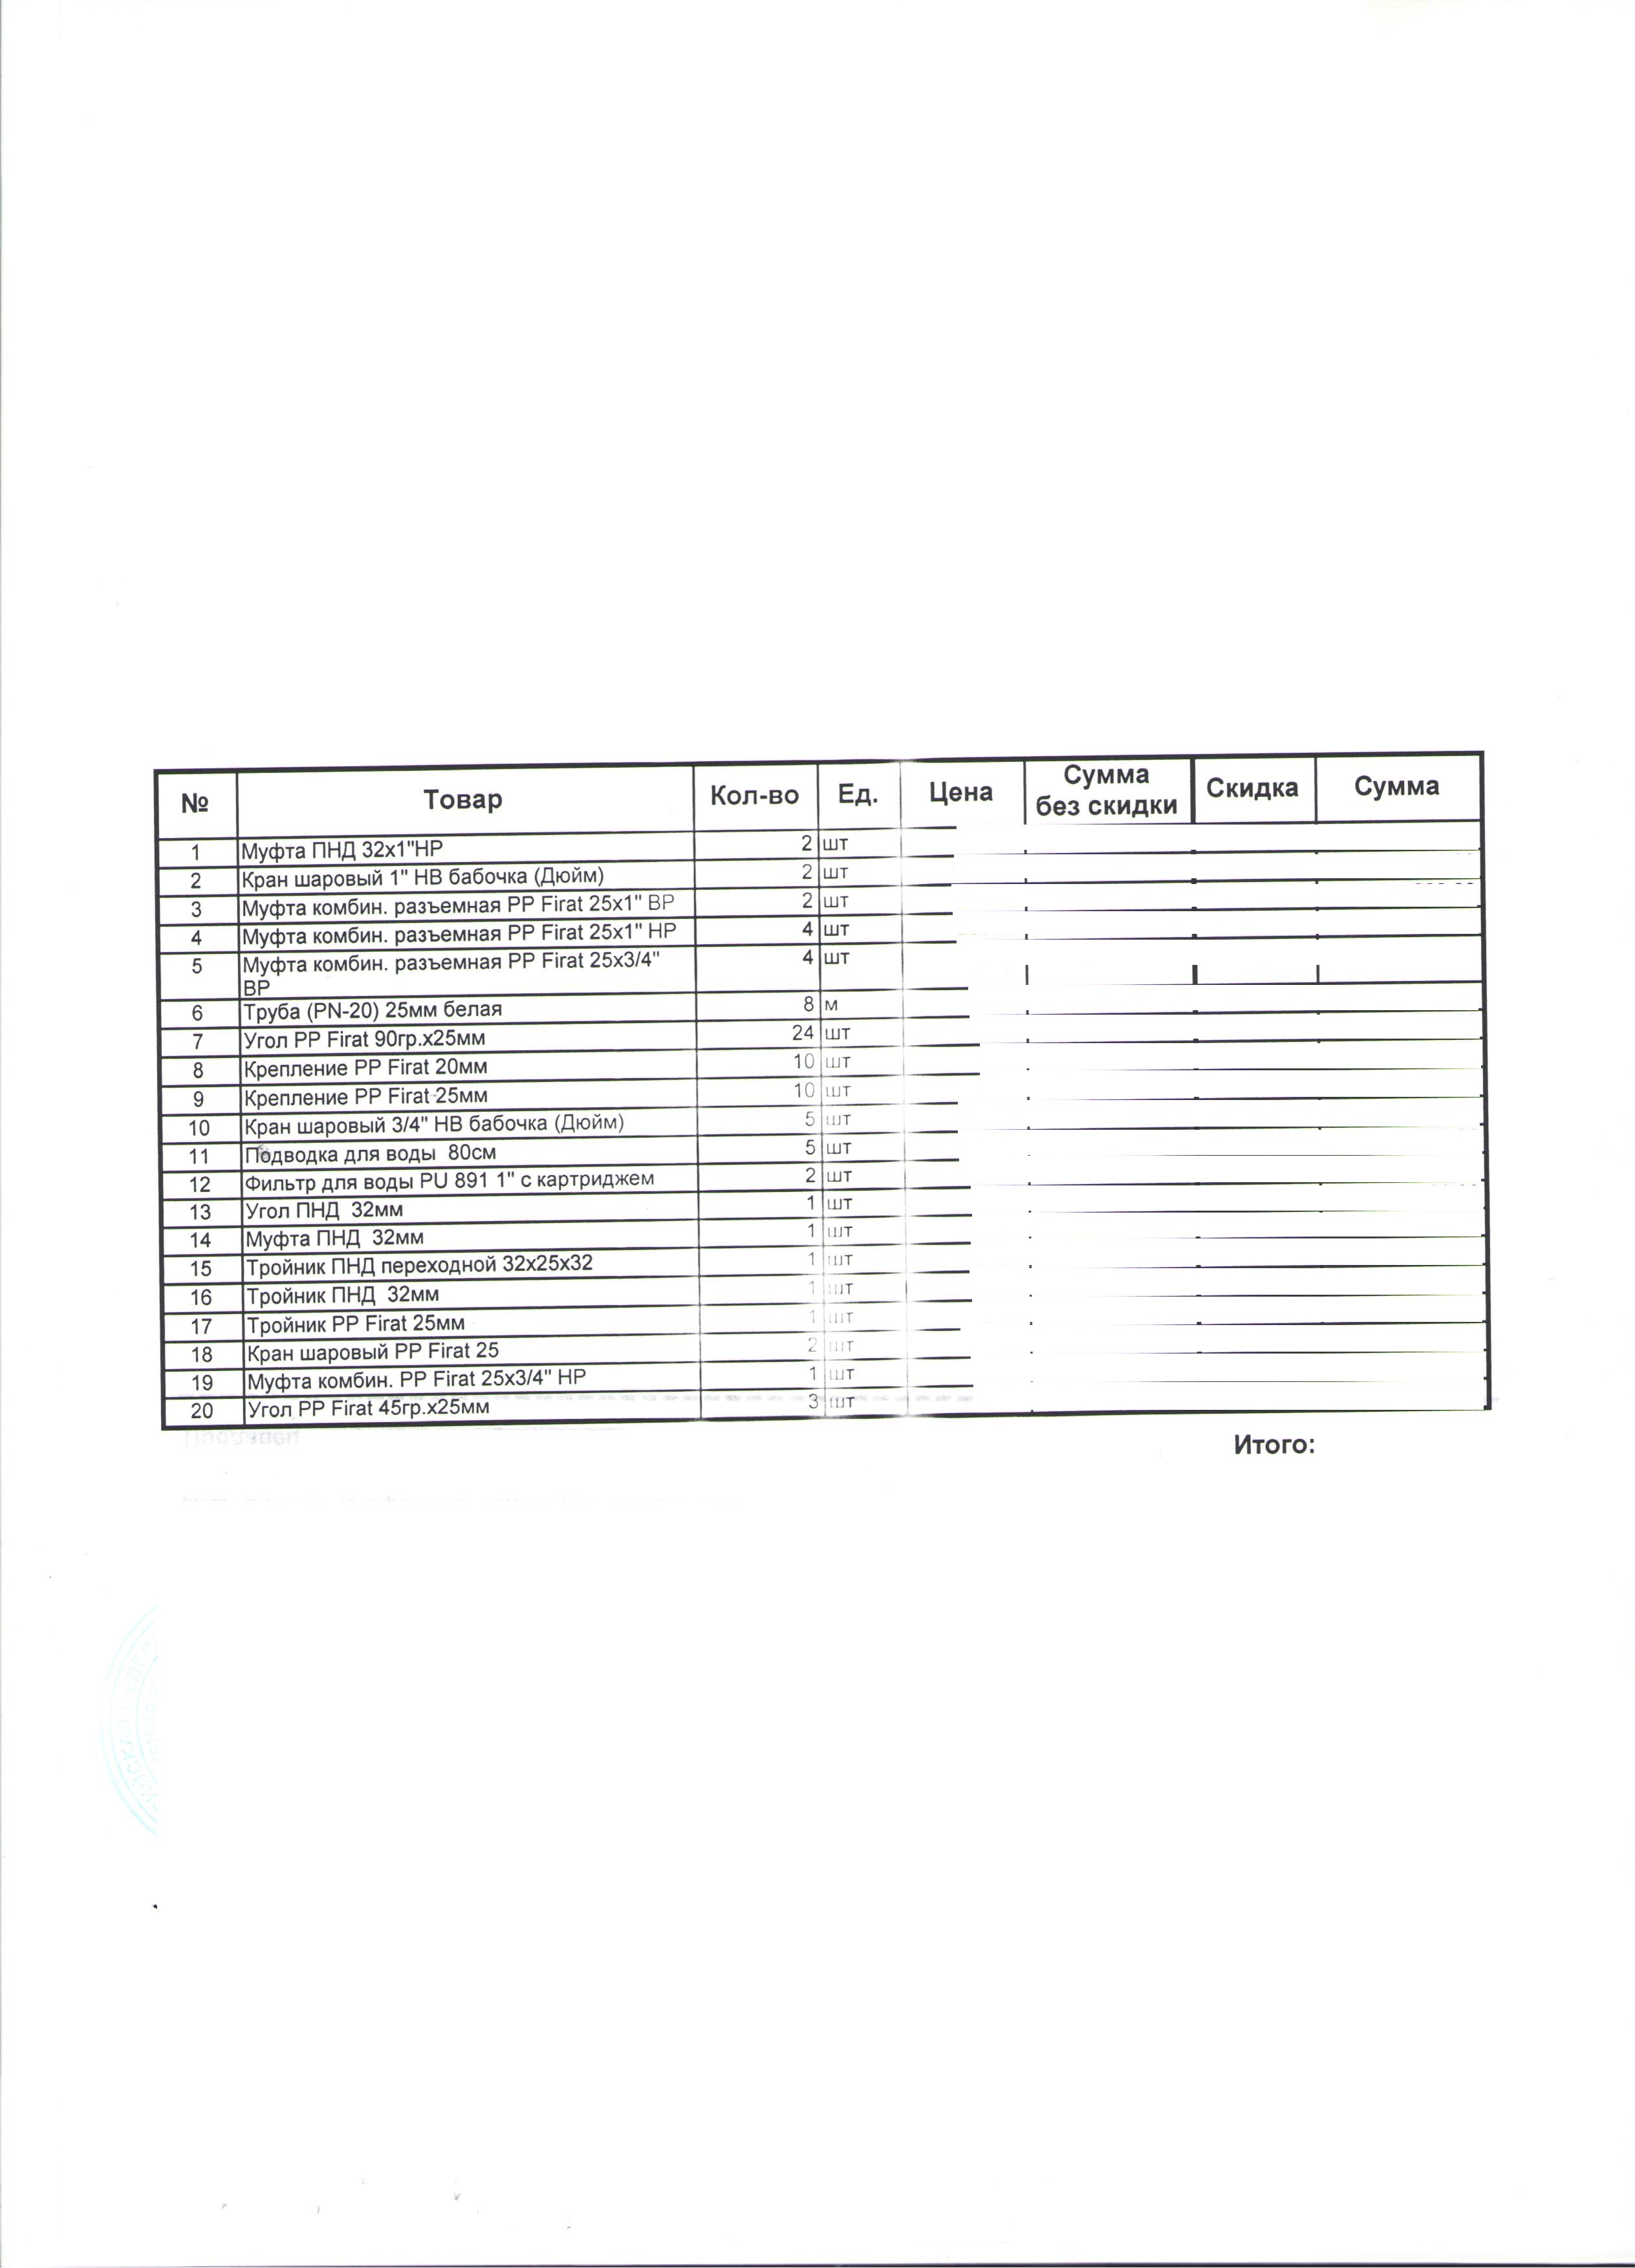 № Товар Кол-во Ед. Цена Сумма без скидки Скидка Сумма
1 Муфта ПНД 32х1"НР 2 шт
2 Кран шаровый 1" НВ бабочка (Дюйм) 2 шт
3 Муфта комбин. разъемная PP Firat 25х1" ВР 2 шт
4 Муфта комбин. разъемная PP Firat 25х1" НР 4 шт
5 Муфта комбин. разъемная PP Firat 25х3/4" 4 шт
ВР
6 Труба (PN-20) 25мм белая 8 м
7 Угол PP Firat 90гр.х25мм 24 шт
8 Крепление PP Firat 20мм 10 шт
9 Крепление PP Firat 25мм 10 шт
10 Кран шаровый 3/4" НВ бабочка (Дюйм) 5 шт
11 Подводка для воды 80см 5 шт
12 Фильтр для воды PU 891 1" с картриджем 2 шт
13 Угол ПНД 32мм 1 шт
14 Муфта ПНД 32мм 1 шт
15 Тройник ПНД переходной 32х25х32 1 шт
16 Тройник ПНД 32мм 1 шт
17 Тройник PP Firat 25мм 1 шт
18 Кран шаровый PP Firat 25 2 шт
19 Муфта комбин. PP Firat 25х3/4" НР 1 шт
20 Угол PP Firat 45гр.х25мм 3 шт
Итого: